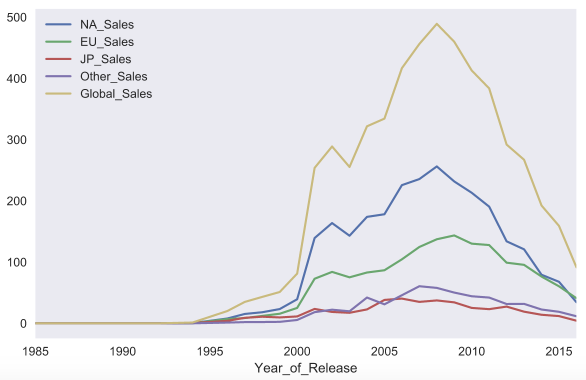 500
400
300
200
100
0
NA_Sales
EU_Sales
JP_Sales
Other_Sales
Global_Sales
1985 1990 1995 2000 2005 2010 2015
Year_of_Release